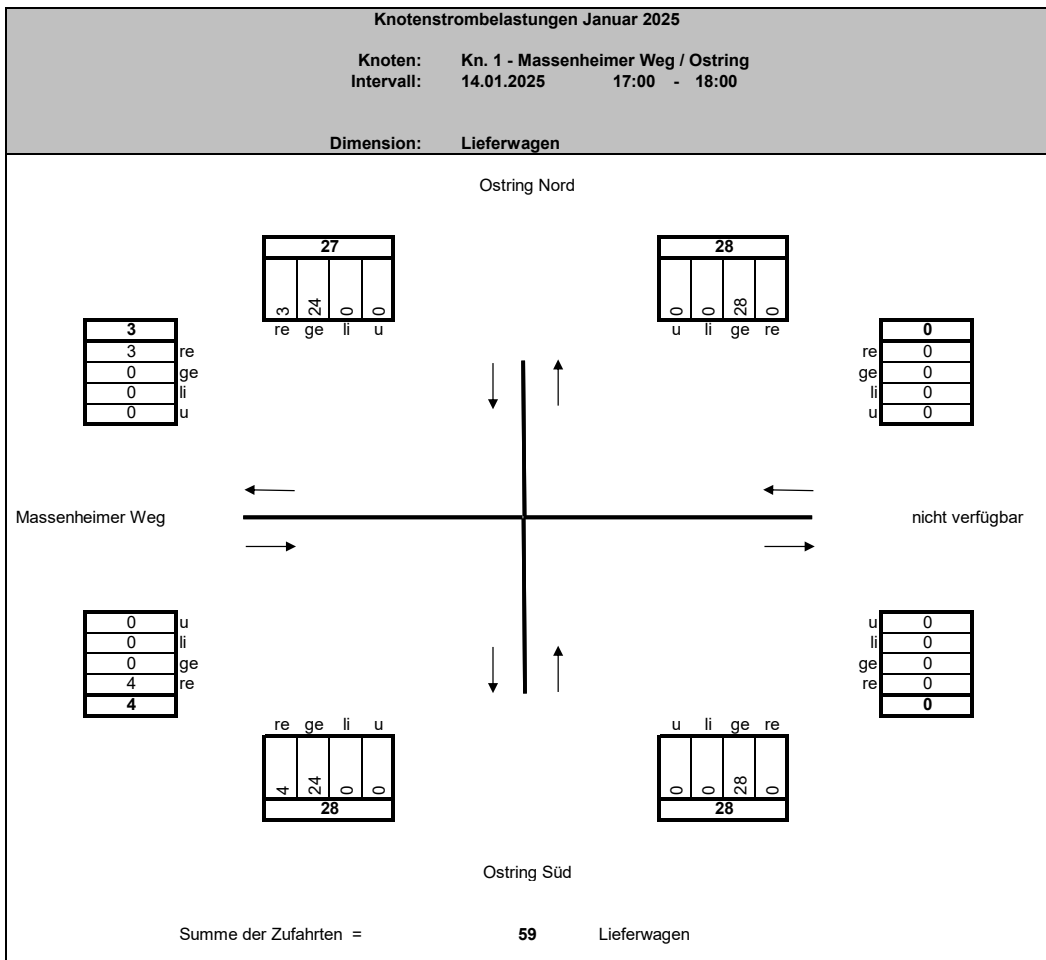 Knotenstrombelastungen Januar 2025
Knoten: Kn. 1 - Massenheimer Weg / Ostring
Intervall: 14.01.2025 17:00 - 18:00
Dimension: Lieferwagen
Ostring Nord
27 28
3 24 0 0 0 0 28 0
re ge li u u li ge re
3 0
3 re re 0
0 ge ge 0
0 li li 0
0 u u 0
Massenheimer Weg nicht verfügbar
0 u u 0
0 li li 0
0 ge ge 0
4 re re 0
4 0
re ge li u u li ge re
4 24 0 0 0 0 28 0
28 28
Ostring Süd
Summe der Zufahrten = 59 Lieferwagen